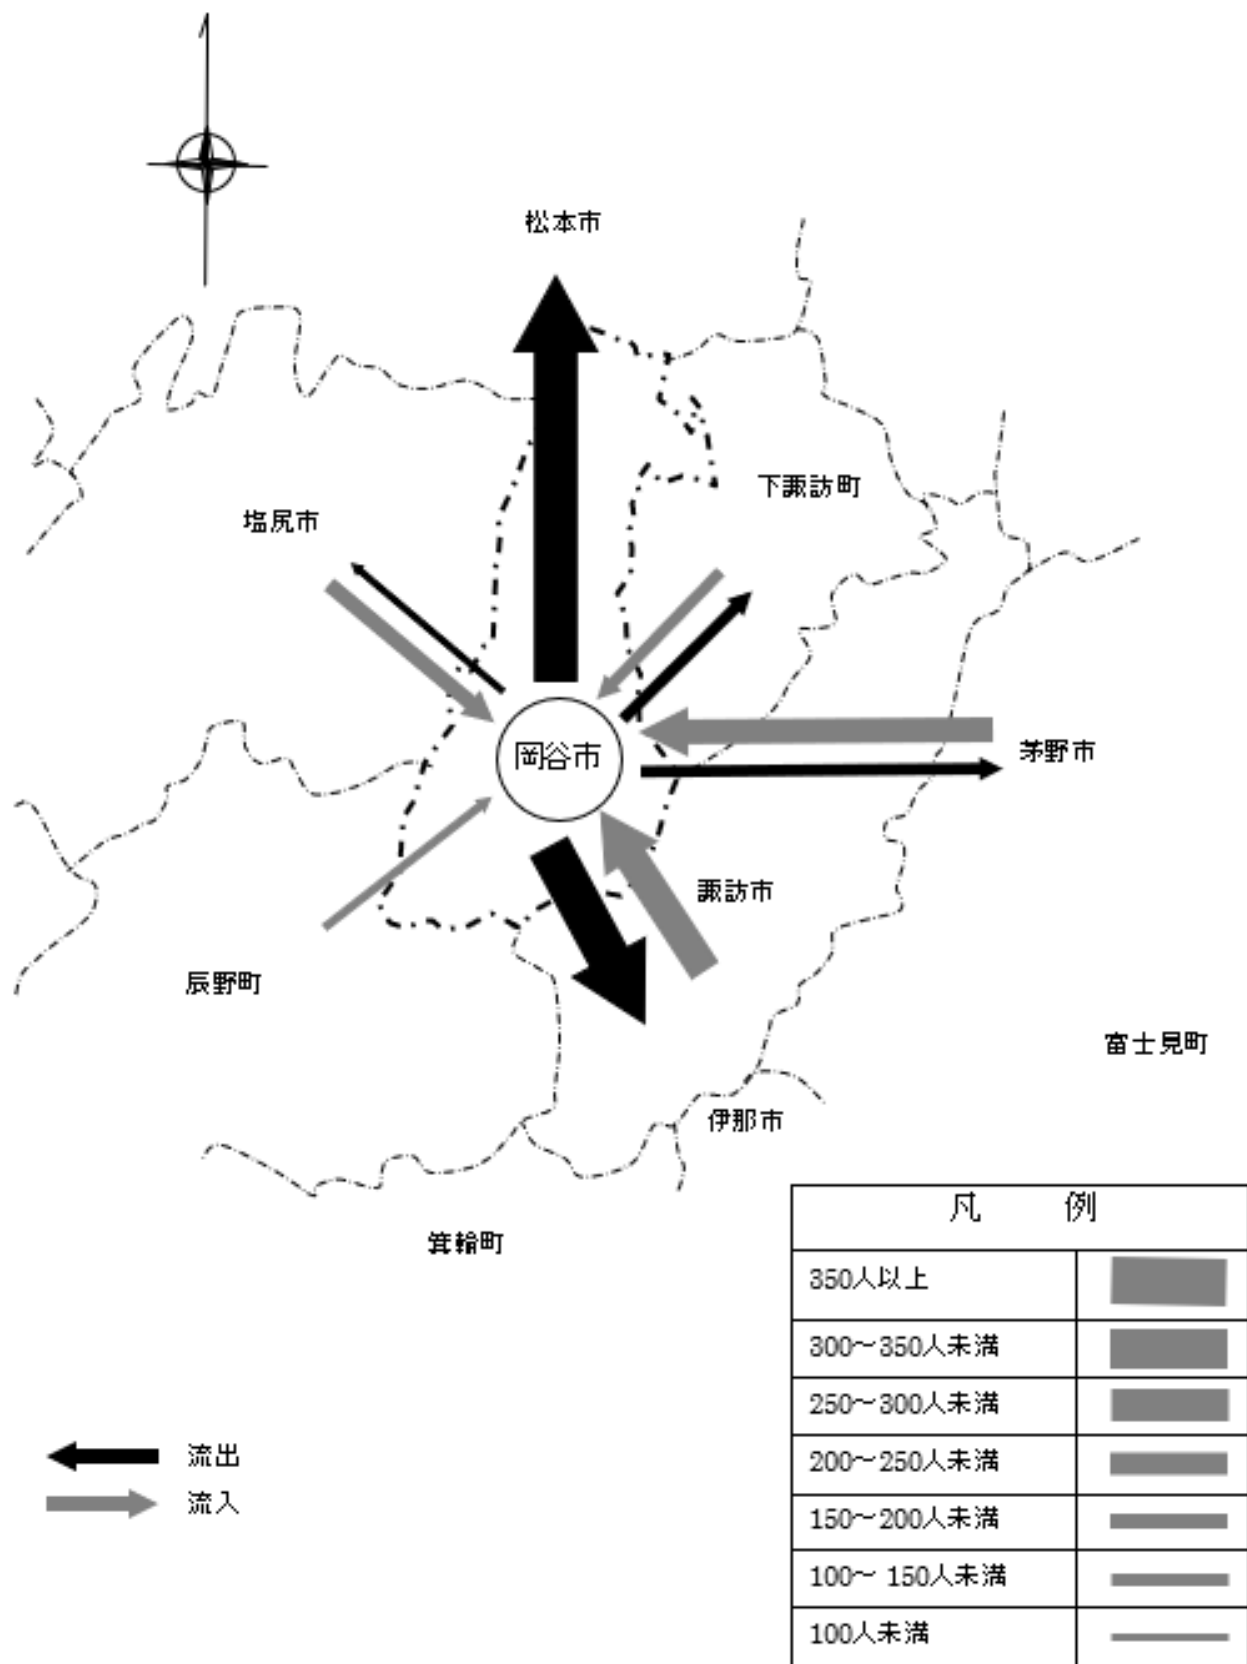 松本市
下諏訪町
塩尻市
岡谷市
茅野市
諏訪市
辰野町
富士見町
伊那市
箕輪町
凡 例
350人以上
300～350人未満
250～300人未満
200～250人未満
150～200人未満
100～ 150人未満
100人未満
流出
流入